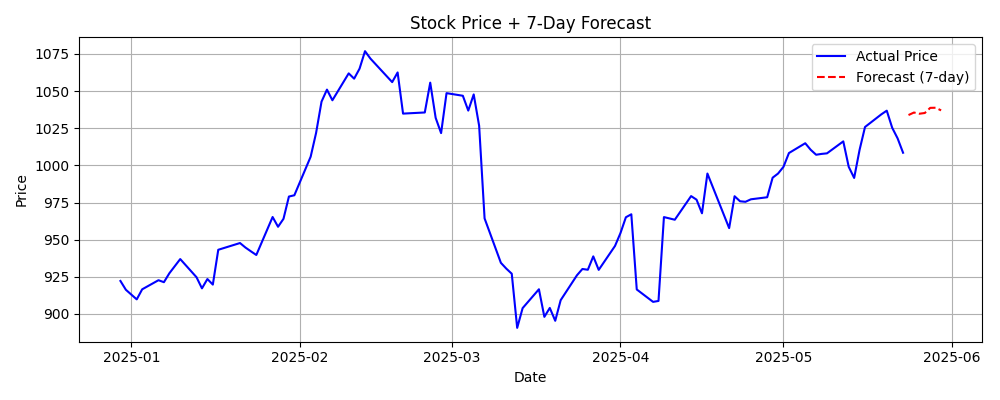 Stock Price + 7-Day Forecast
Actual Price
Forecast (7-day)
Price
1075
1050
1025
1000
975
950
925
900
2025-01 2025-02 2025-03 2025-04 2025-05 2025-06
Date